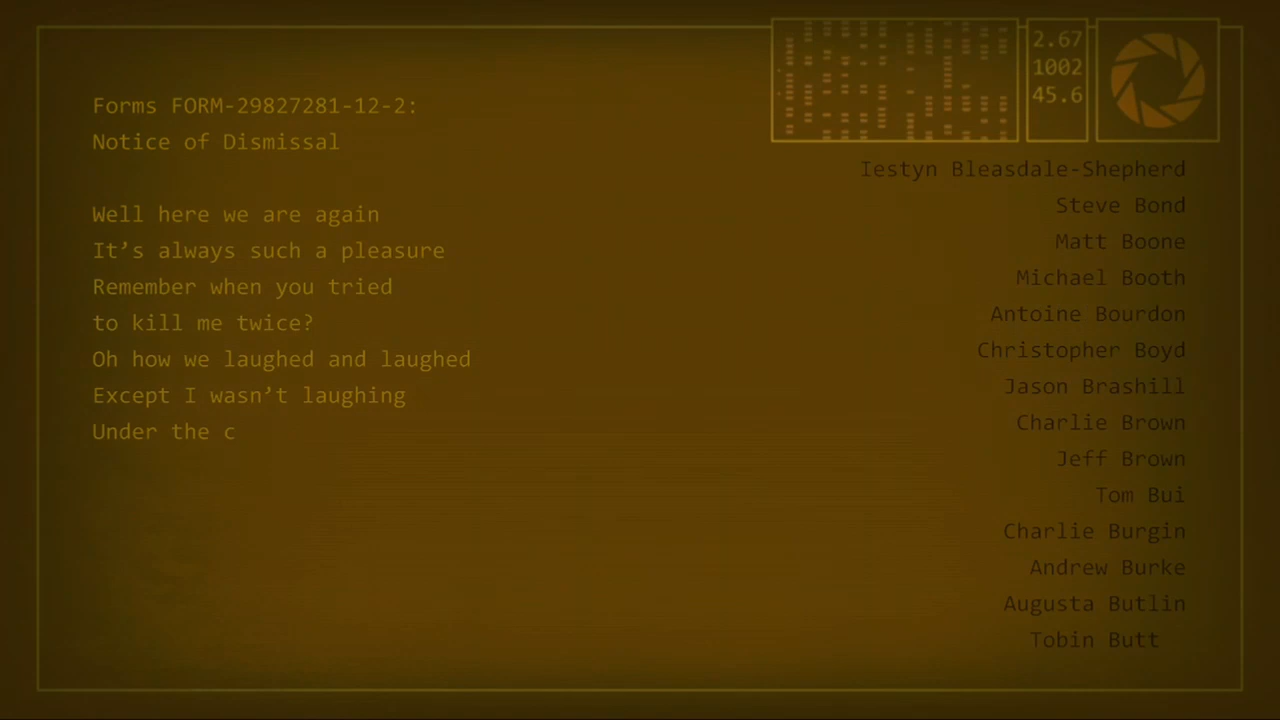 Forms FORM-29827281-12-2:
Notice of Dismissal
Well here we are again
It’s always such a pleasure
Remember when you tried
to kill me twice?
Oh how we laughed and laughed
Except I wasn’t laughing
Under the c
2.67
1002
45.6
Iestyn Bleasdale-Shepherd
Steve Bond
Matt Boone
Michael Booth
Antoine Bourdon
Christopher Boyd
Jason Brashill
Charlie Brown
Jeff Brown
Tom Bui
Charlie Burgin
Andrew Burke
Augusta Butlin
Tobin Butt